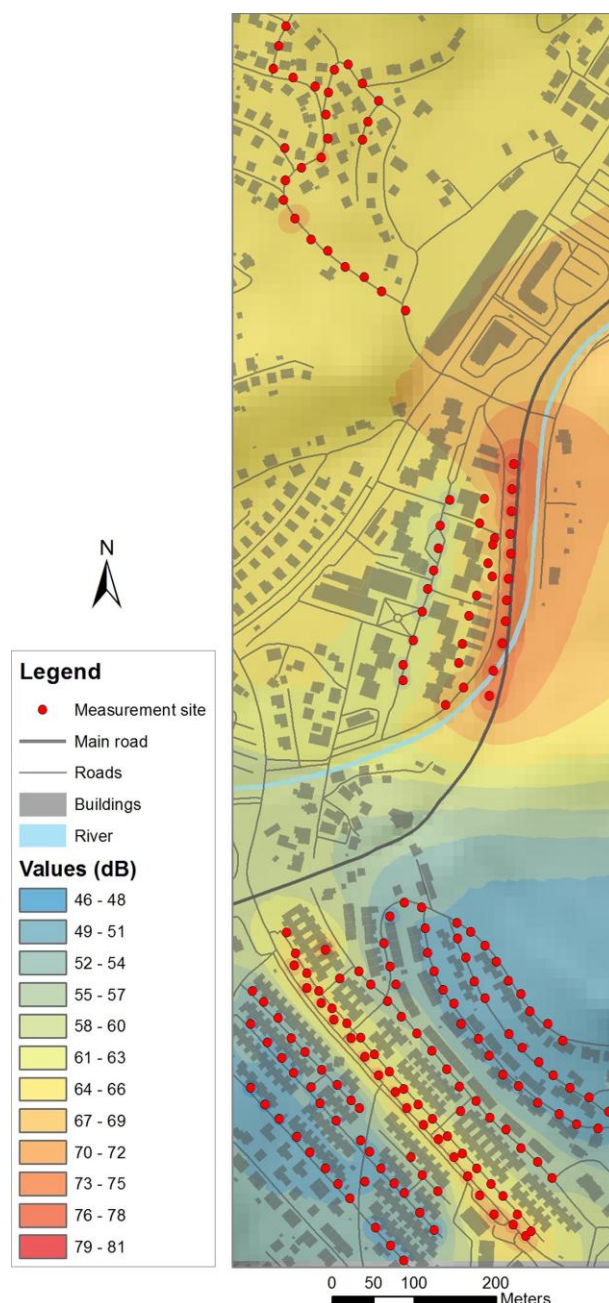 N
Legend
Measurement site
Main road
Roads
Buildings
River
Values (dB)
46 - 48
49 - 51
52 - 54
55 - 57
58 - 60
61 - 63
64 - 66
67 - 69
70 - 72
73 - 75
76 - 78
79 - 81
0 50 100 200
Meters